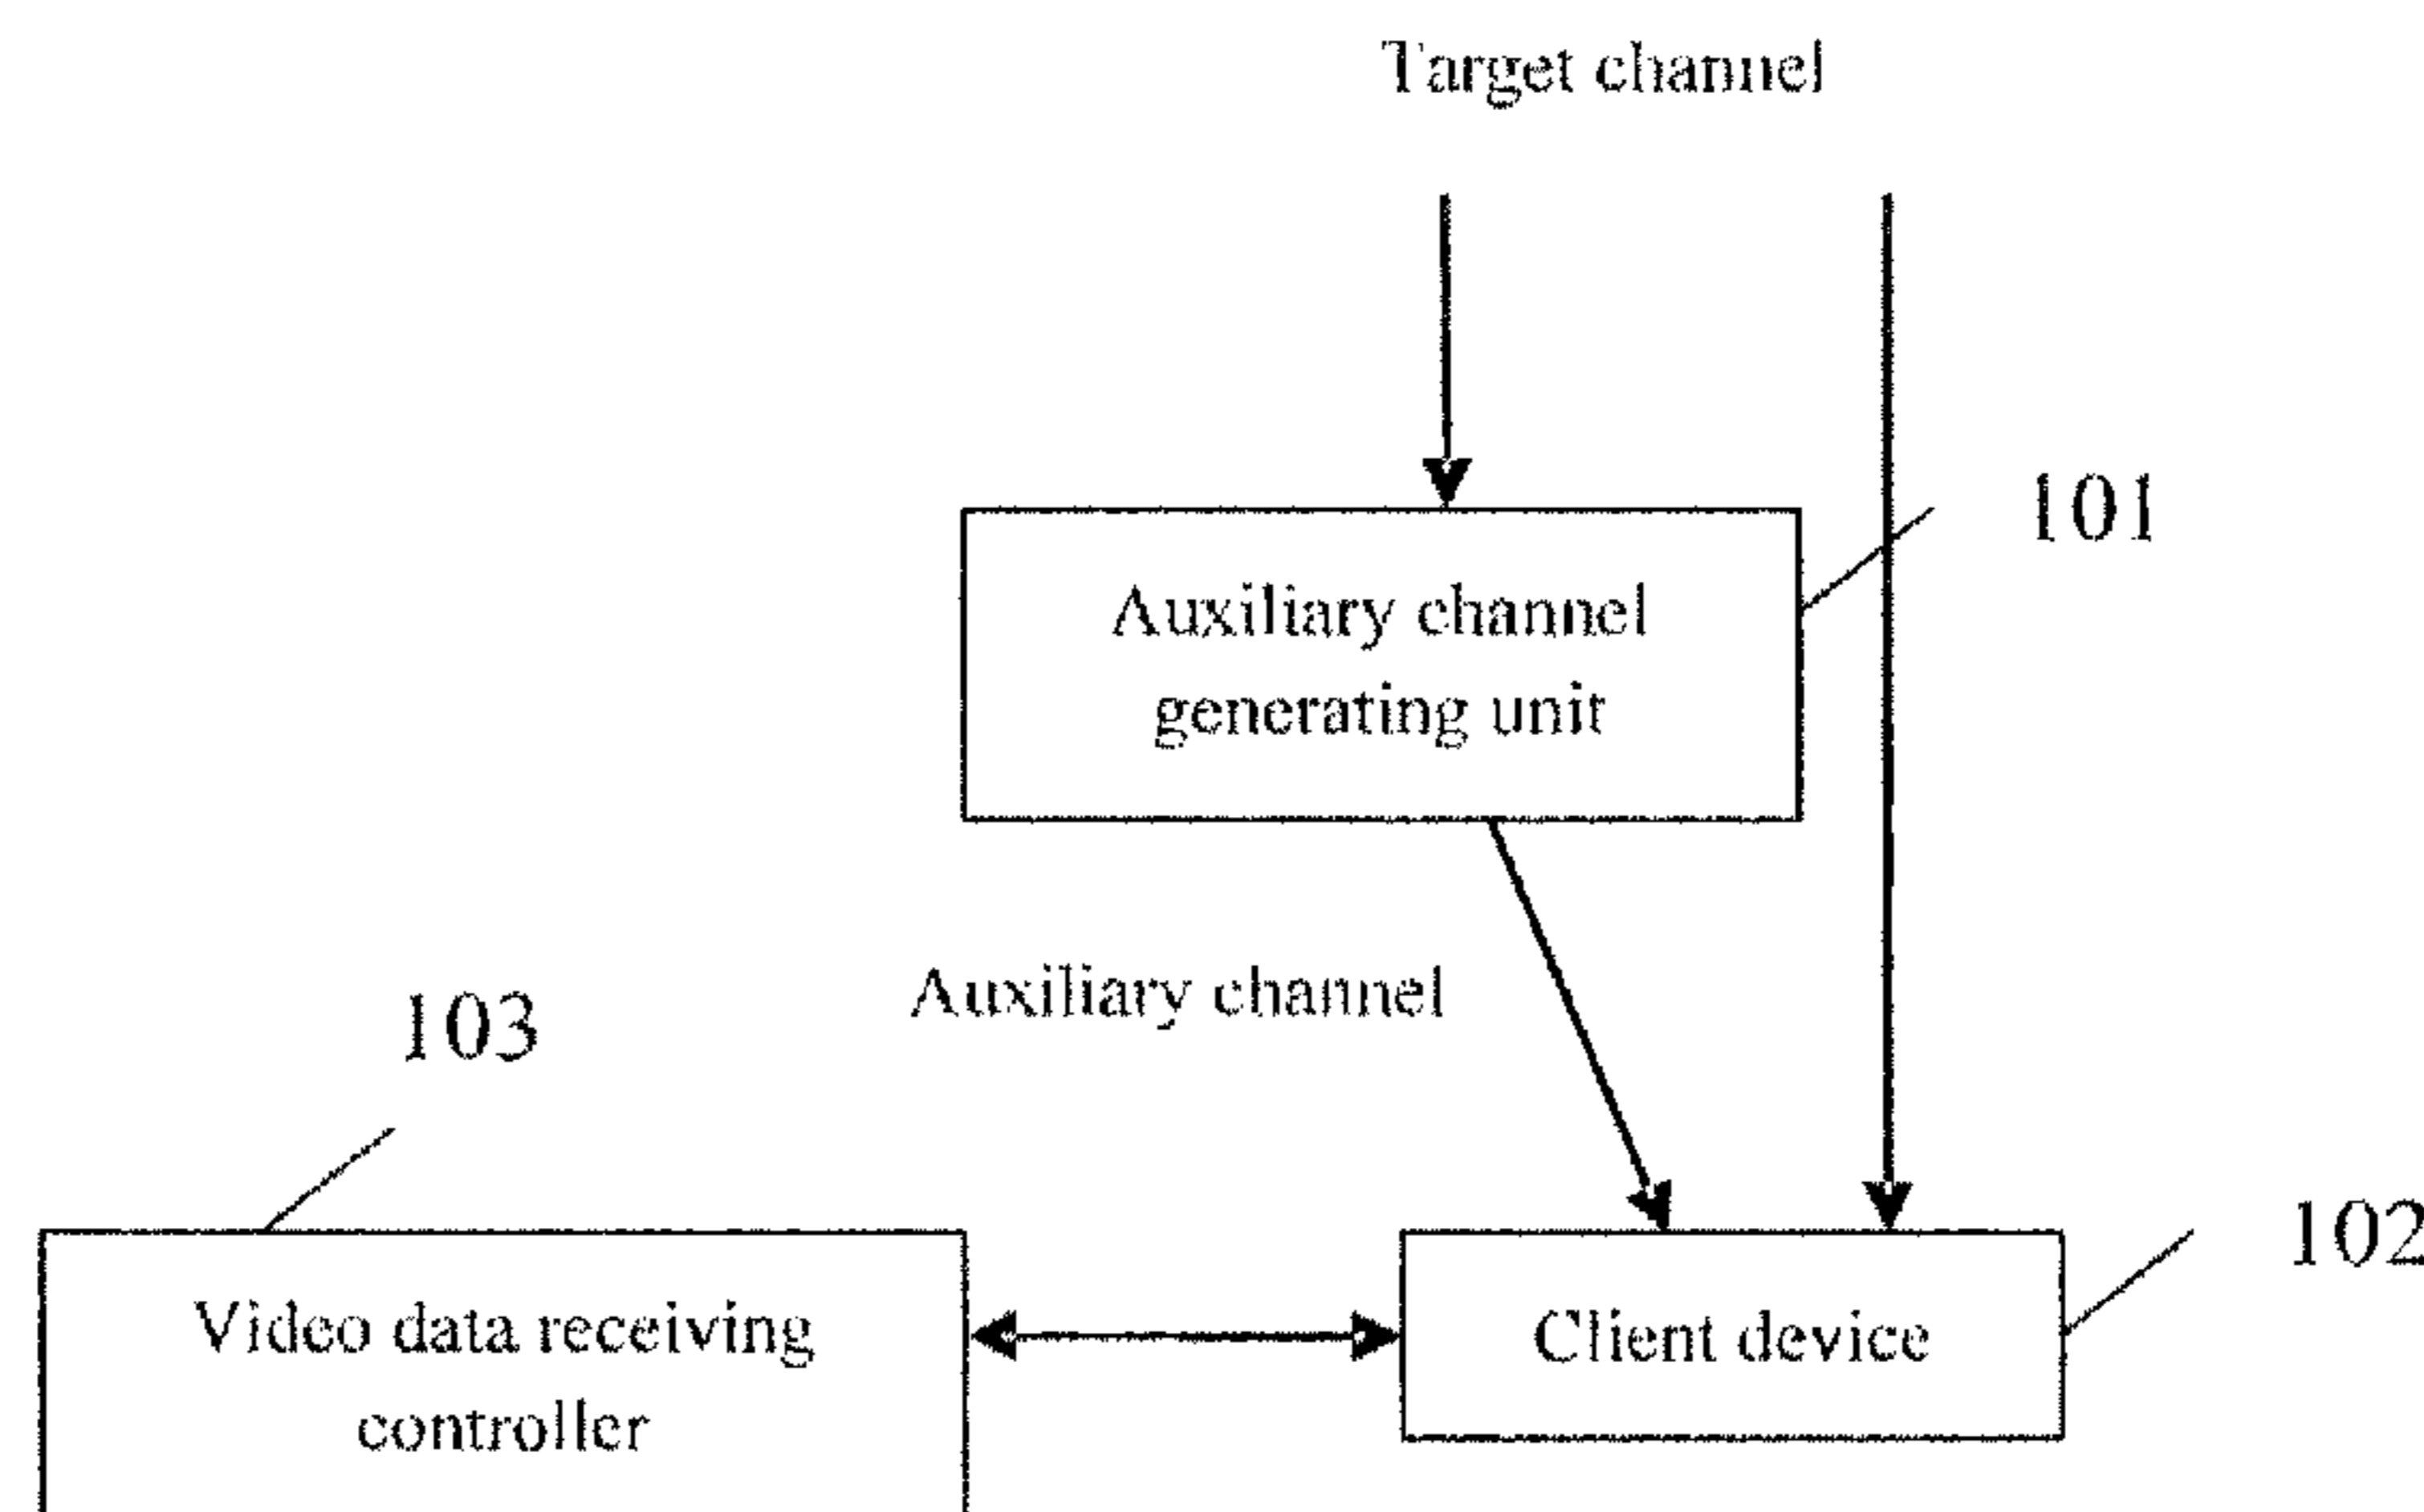 Target channel
101
Auxiliary channel
generating unit
Auxiliary channel
103
102
Video data receiving
controller
Client device